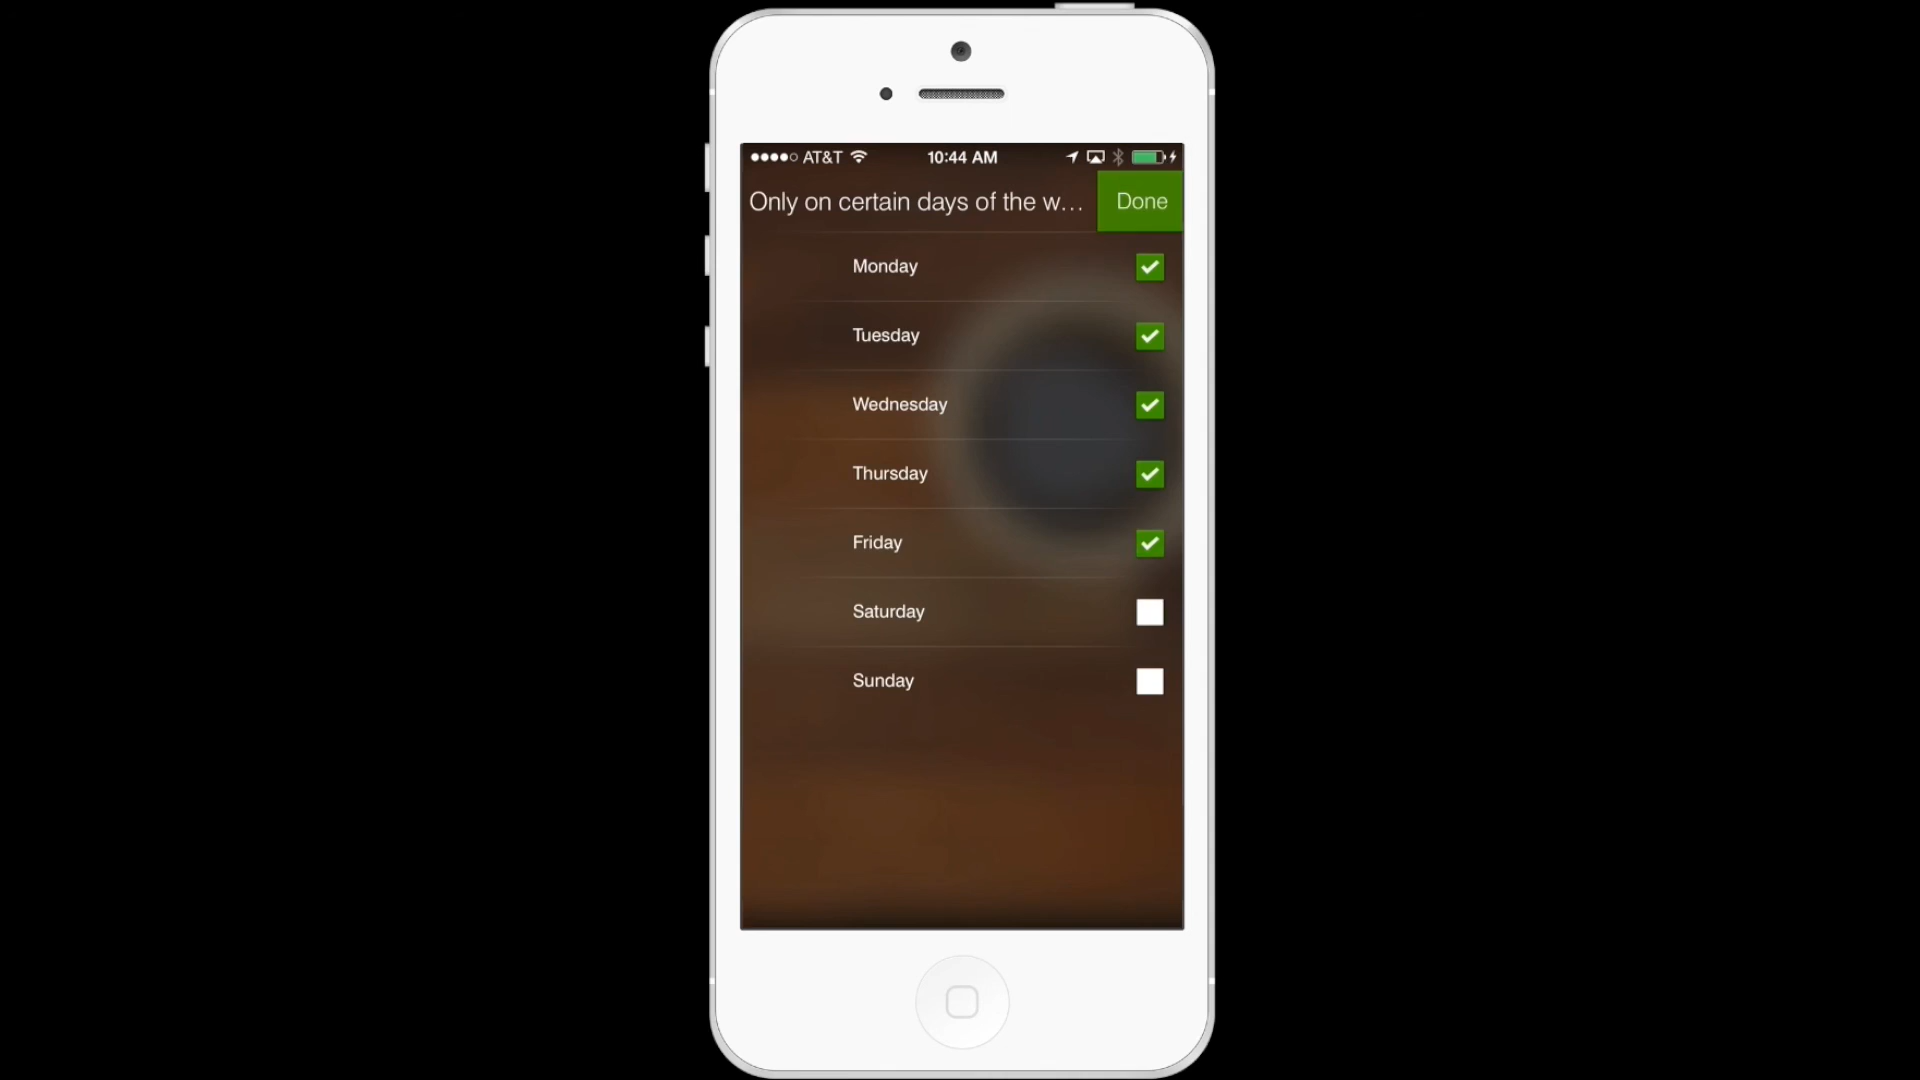 AT&T 10:44 AM
Only on certain days of the w... Done
Monday
Tuesday
Wednesday
Thursday
Friday
Saturday
Sunday